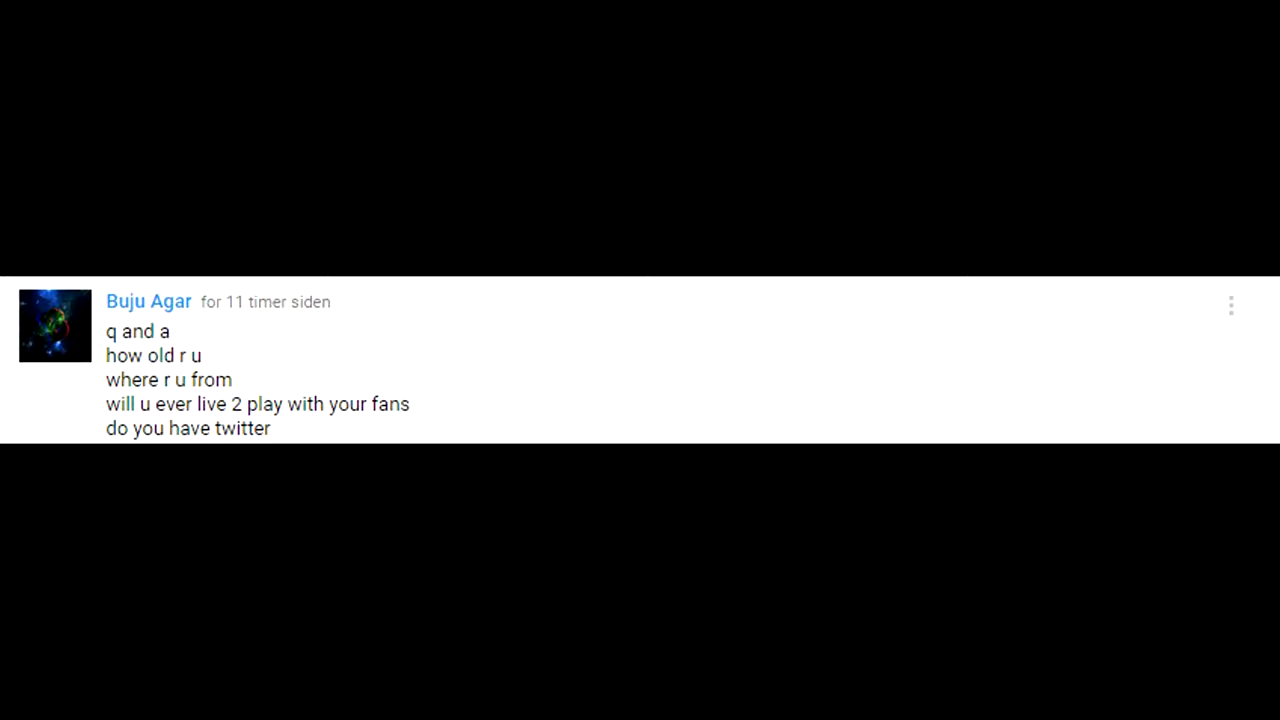 Buju Agar for 11 timer siden
q and a
how old r u
where r u from
will u ever live 2 play with your fans
do you have twitter